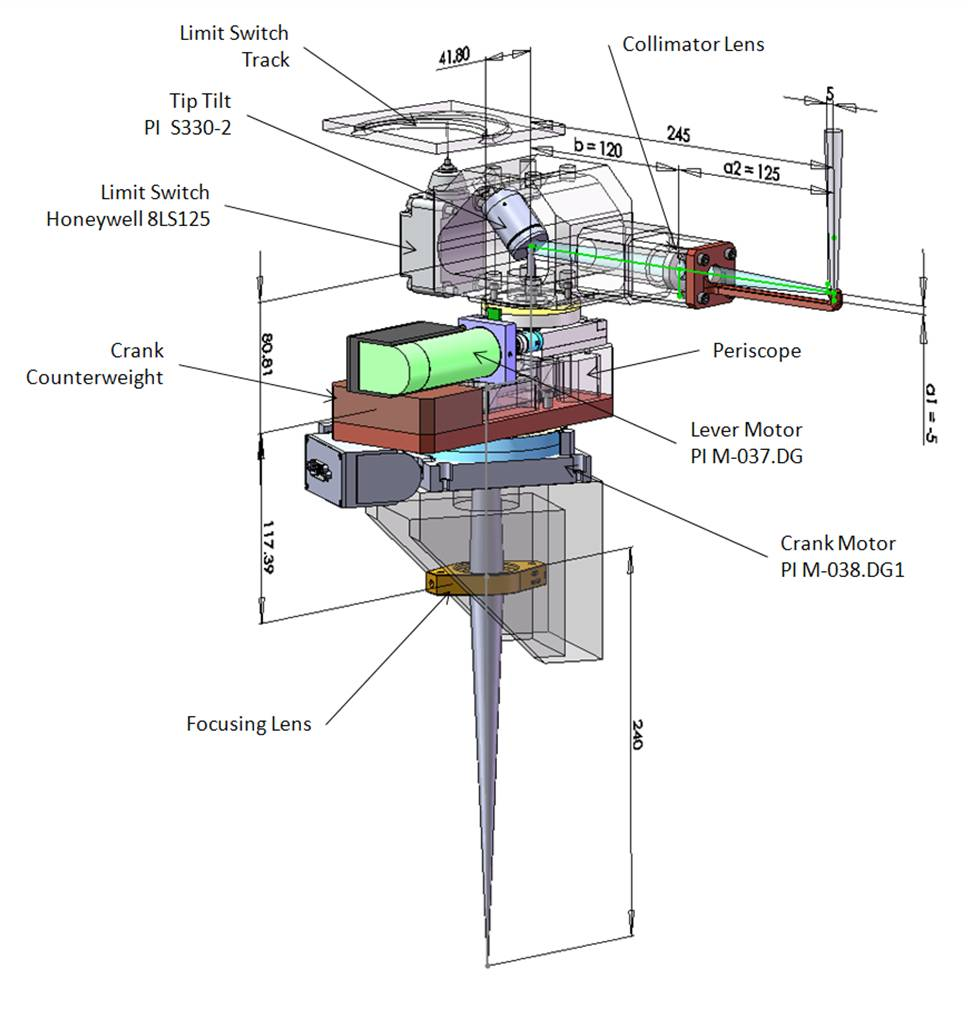 Limit Switch
Track
41.80
Collimator Lens
5
Tip Tilt
PI S330-2
245
b = 120
a2 = 125
Limit Switch
Honeywell 8LS125
80.81
Crank
Counterweight
Periscope
a1 = -5
Lever Motor
PI M-037.DG
117.39
Crank Motor
PI M-038.DG1
Focusing Lens
240